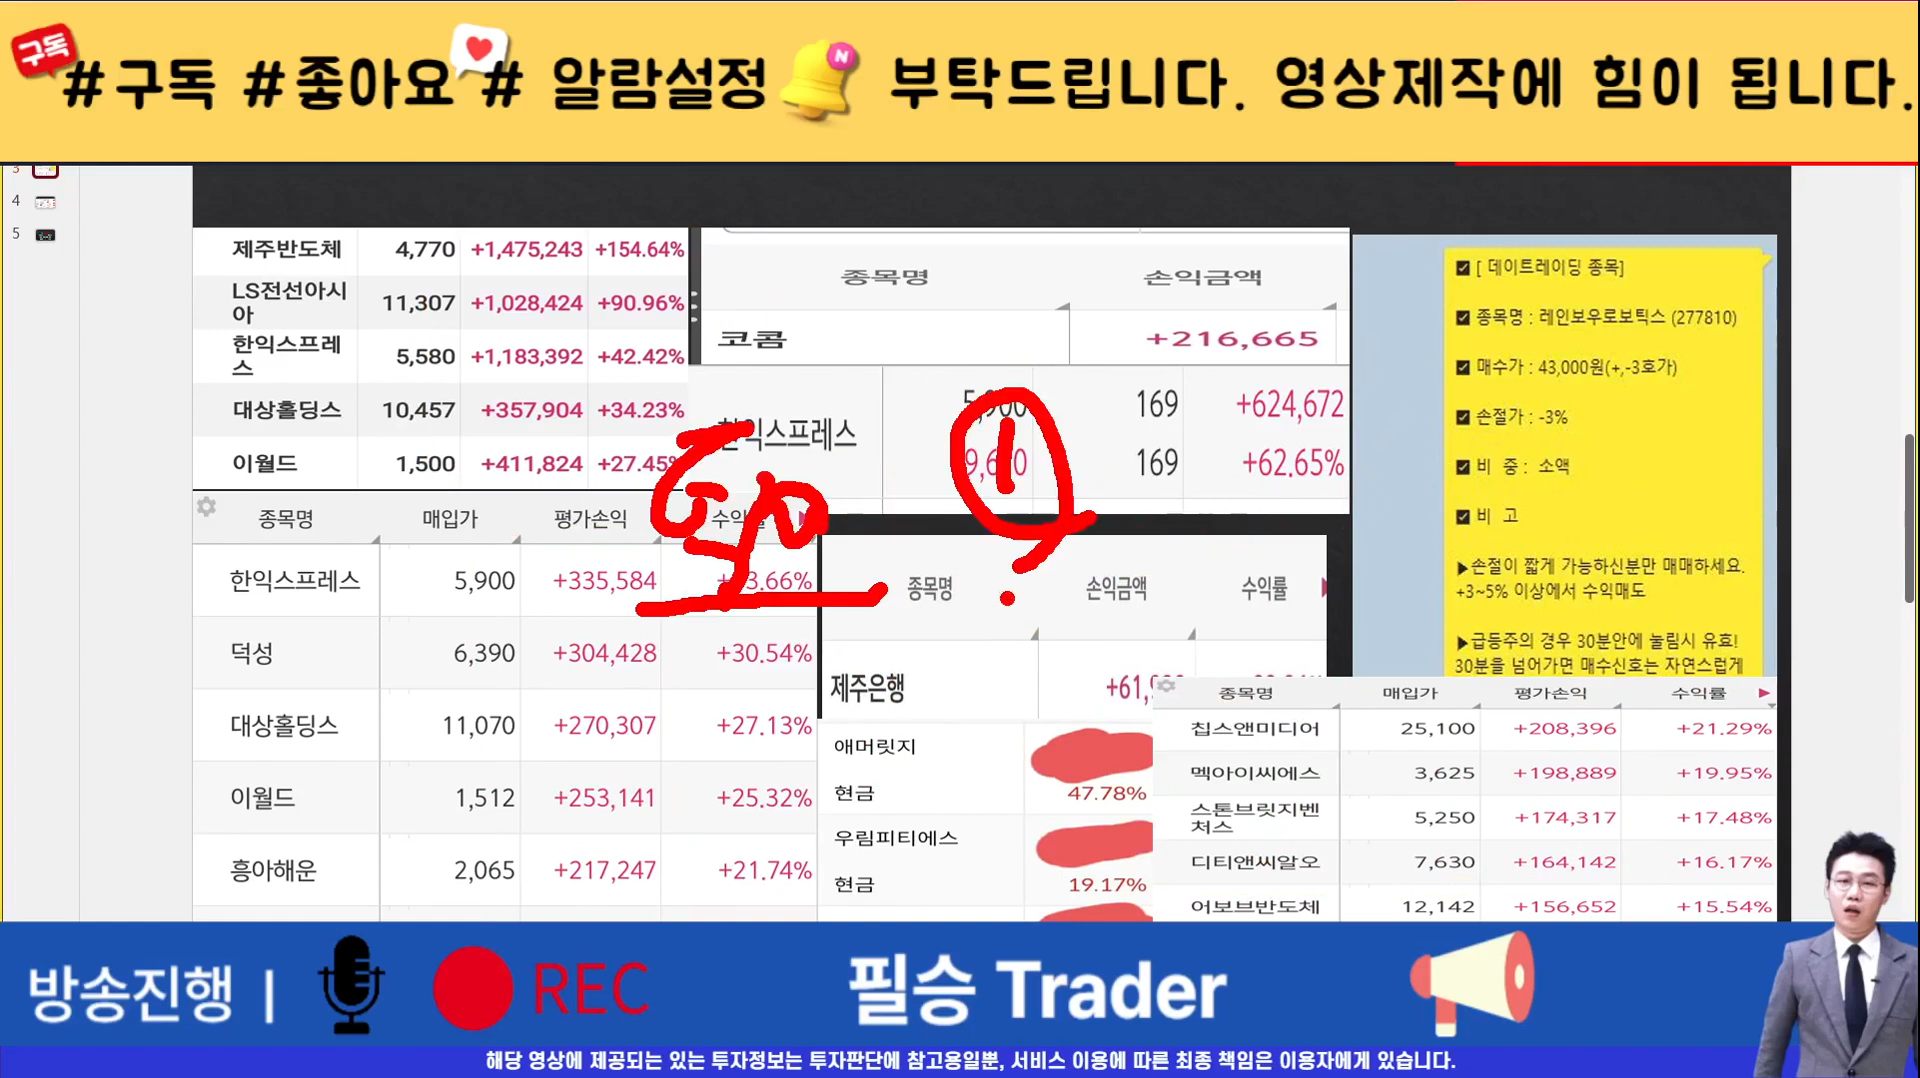 구독
#구독 #좋아요 # 알람설정 N 부탁드립니다. 영상제작에 힘이 됩니다.
3
4
5
제주반도체 4,770 +1,475,243 +154.64%
LS전선아시아 11,307 +1,028,424 +90.96%
한익스프레스 5,580 +1,183,392 +42.42%
대상홀딩스 10,457 +357,904 +34.23%
이월드 1,500 +411,824 +27.45%
종목명 손익금액
코콤 +216,665
한익스프레스 5,900 169 +624,672
169 +62.65%
①
종목명 매입가 평가손익
한익스프레스 5,900 +335,584
덕성 6,390 +304,428 +30.54%
대상홀딩스 11,070 +270,307 +27.13%
이월드 1,512 +253,141 +25.32%
흥아해운 2,065 +217,247 +21.74%
종목명 손익금액 수익률
제주은행
애머릿지
현금 47.78%
우림피티에스
현금 19.17%
[ 데이트레이딩 종목]
종목명 : 레인보우로보틱스 (277810)
매수가 : 43,000원(+,-3호가)
손절가 : -3%
비 중 : 소액
비 고
▶손절이 짧게 가능하신분만 매매하세요.
+3~5% 이상에서 수익매도
▶급등주의 경우 30분안에 눌림시 유효!
30분을 넘어가면 매수신호는 자연스럽게
종목명 매입가 평가손익 수익률
칩스앤미디어 25,100 +208,396 +21.29%
멕아이씨에스 3,625 +198,889 +19.95%
스톤브릿지벤처스 5,250 +174,317 +17.48%
디티앤씨알오 7,630 +164,142 +16.17%
어보브반도체 12,142 +156,652 +15.54%
방송진행 | REC 필승 Trader
해당 영상에 제공되는 있는 투자정보는 투자판단에 참고용일뿐, 서비스 이용에 따른 최종 책임은 이용자에게 있습니다.